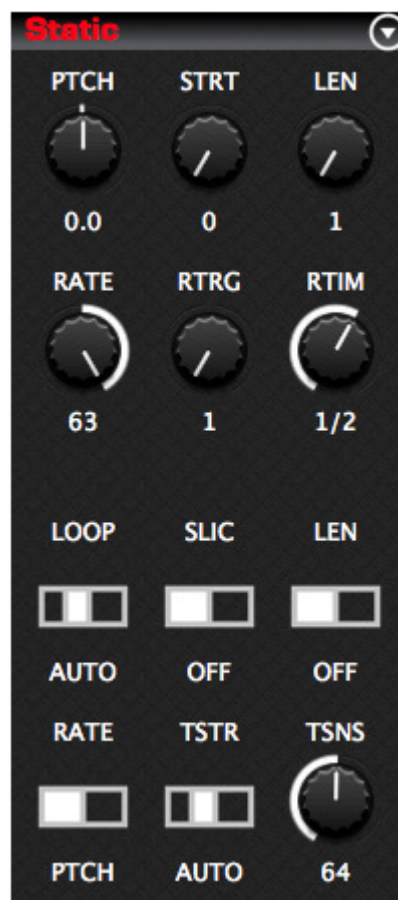 Static
PTCH STRT LEN
0.0 0 1
RATE RTRG RTIM
63 1 1/2
LOOP SLIC LEN
AUTO OFF OFF
RATE TSTR TSNS
PTCH AUTO 64